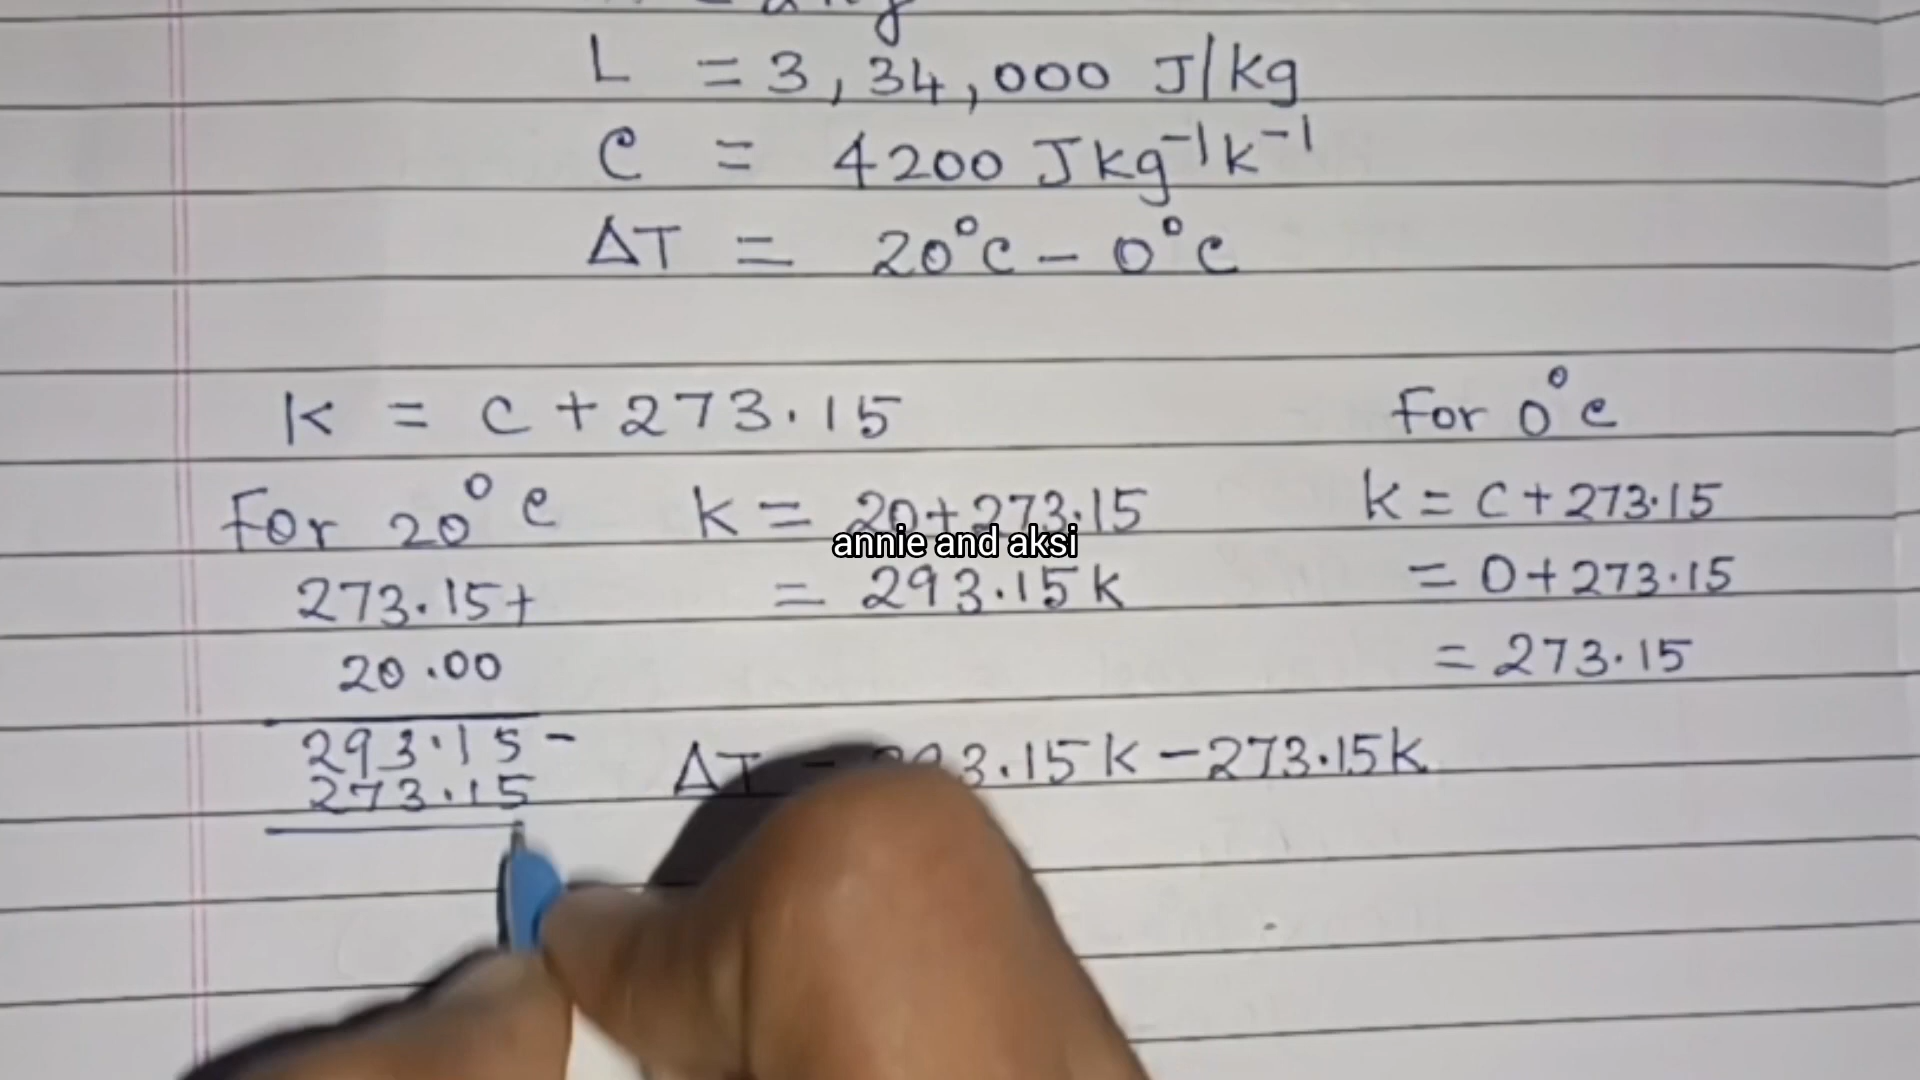 L = 3,34,000 J/kg
C = 4200 Jkg⁻¹k⁻¹
ΔT = 20°C - 0°C
K = C + 273.15
For 0°C
For 20°C
K = 20+273.15
K = C+273.15
annie and aksi
273.15+
= 293.15K
= 0+273.15
20.00
= 273.15
293.15-
ΔT = 293.15K-273.15K
273.15